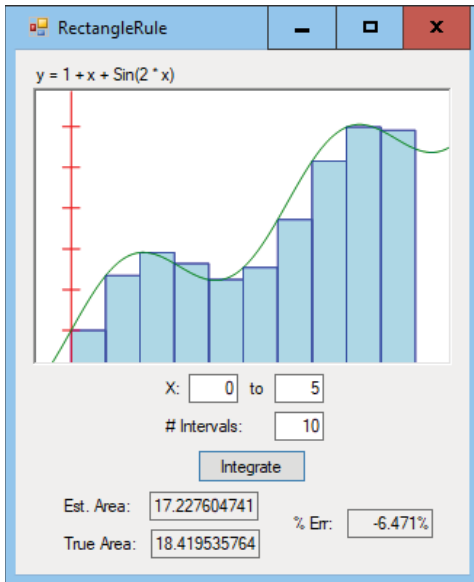 RectangleRule
y = 1 + x + Sin(2 * x)
X: 0 to 5
# Intervals: 10
Integrate
Est. Area: 17.227604741
% Err: -6.471%
True Area: 18.419535764